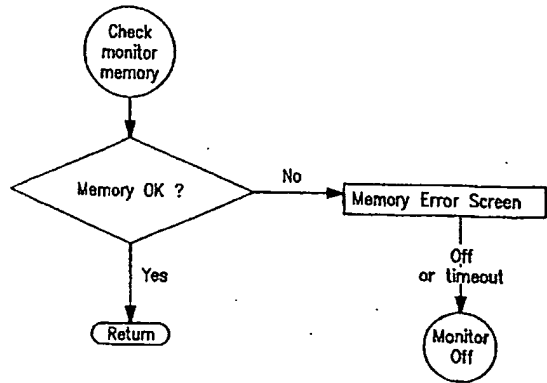 Check
monitor
memory
Memory OK ?
No
Memory Error Screen
Yes
Off
or timeout
Return
Monitor
Off